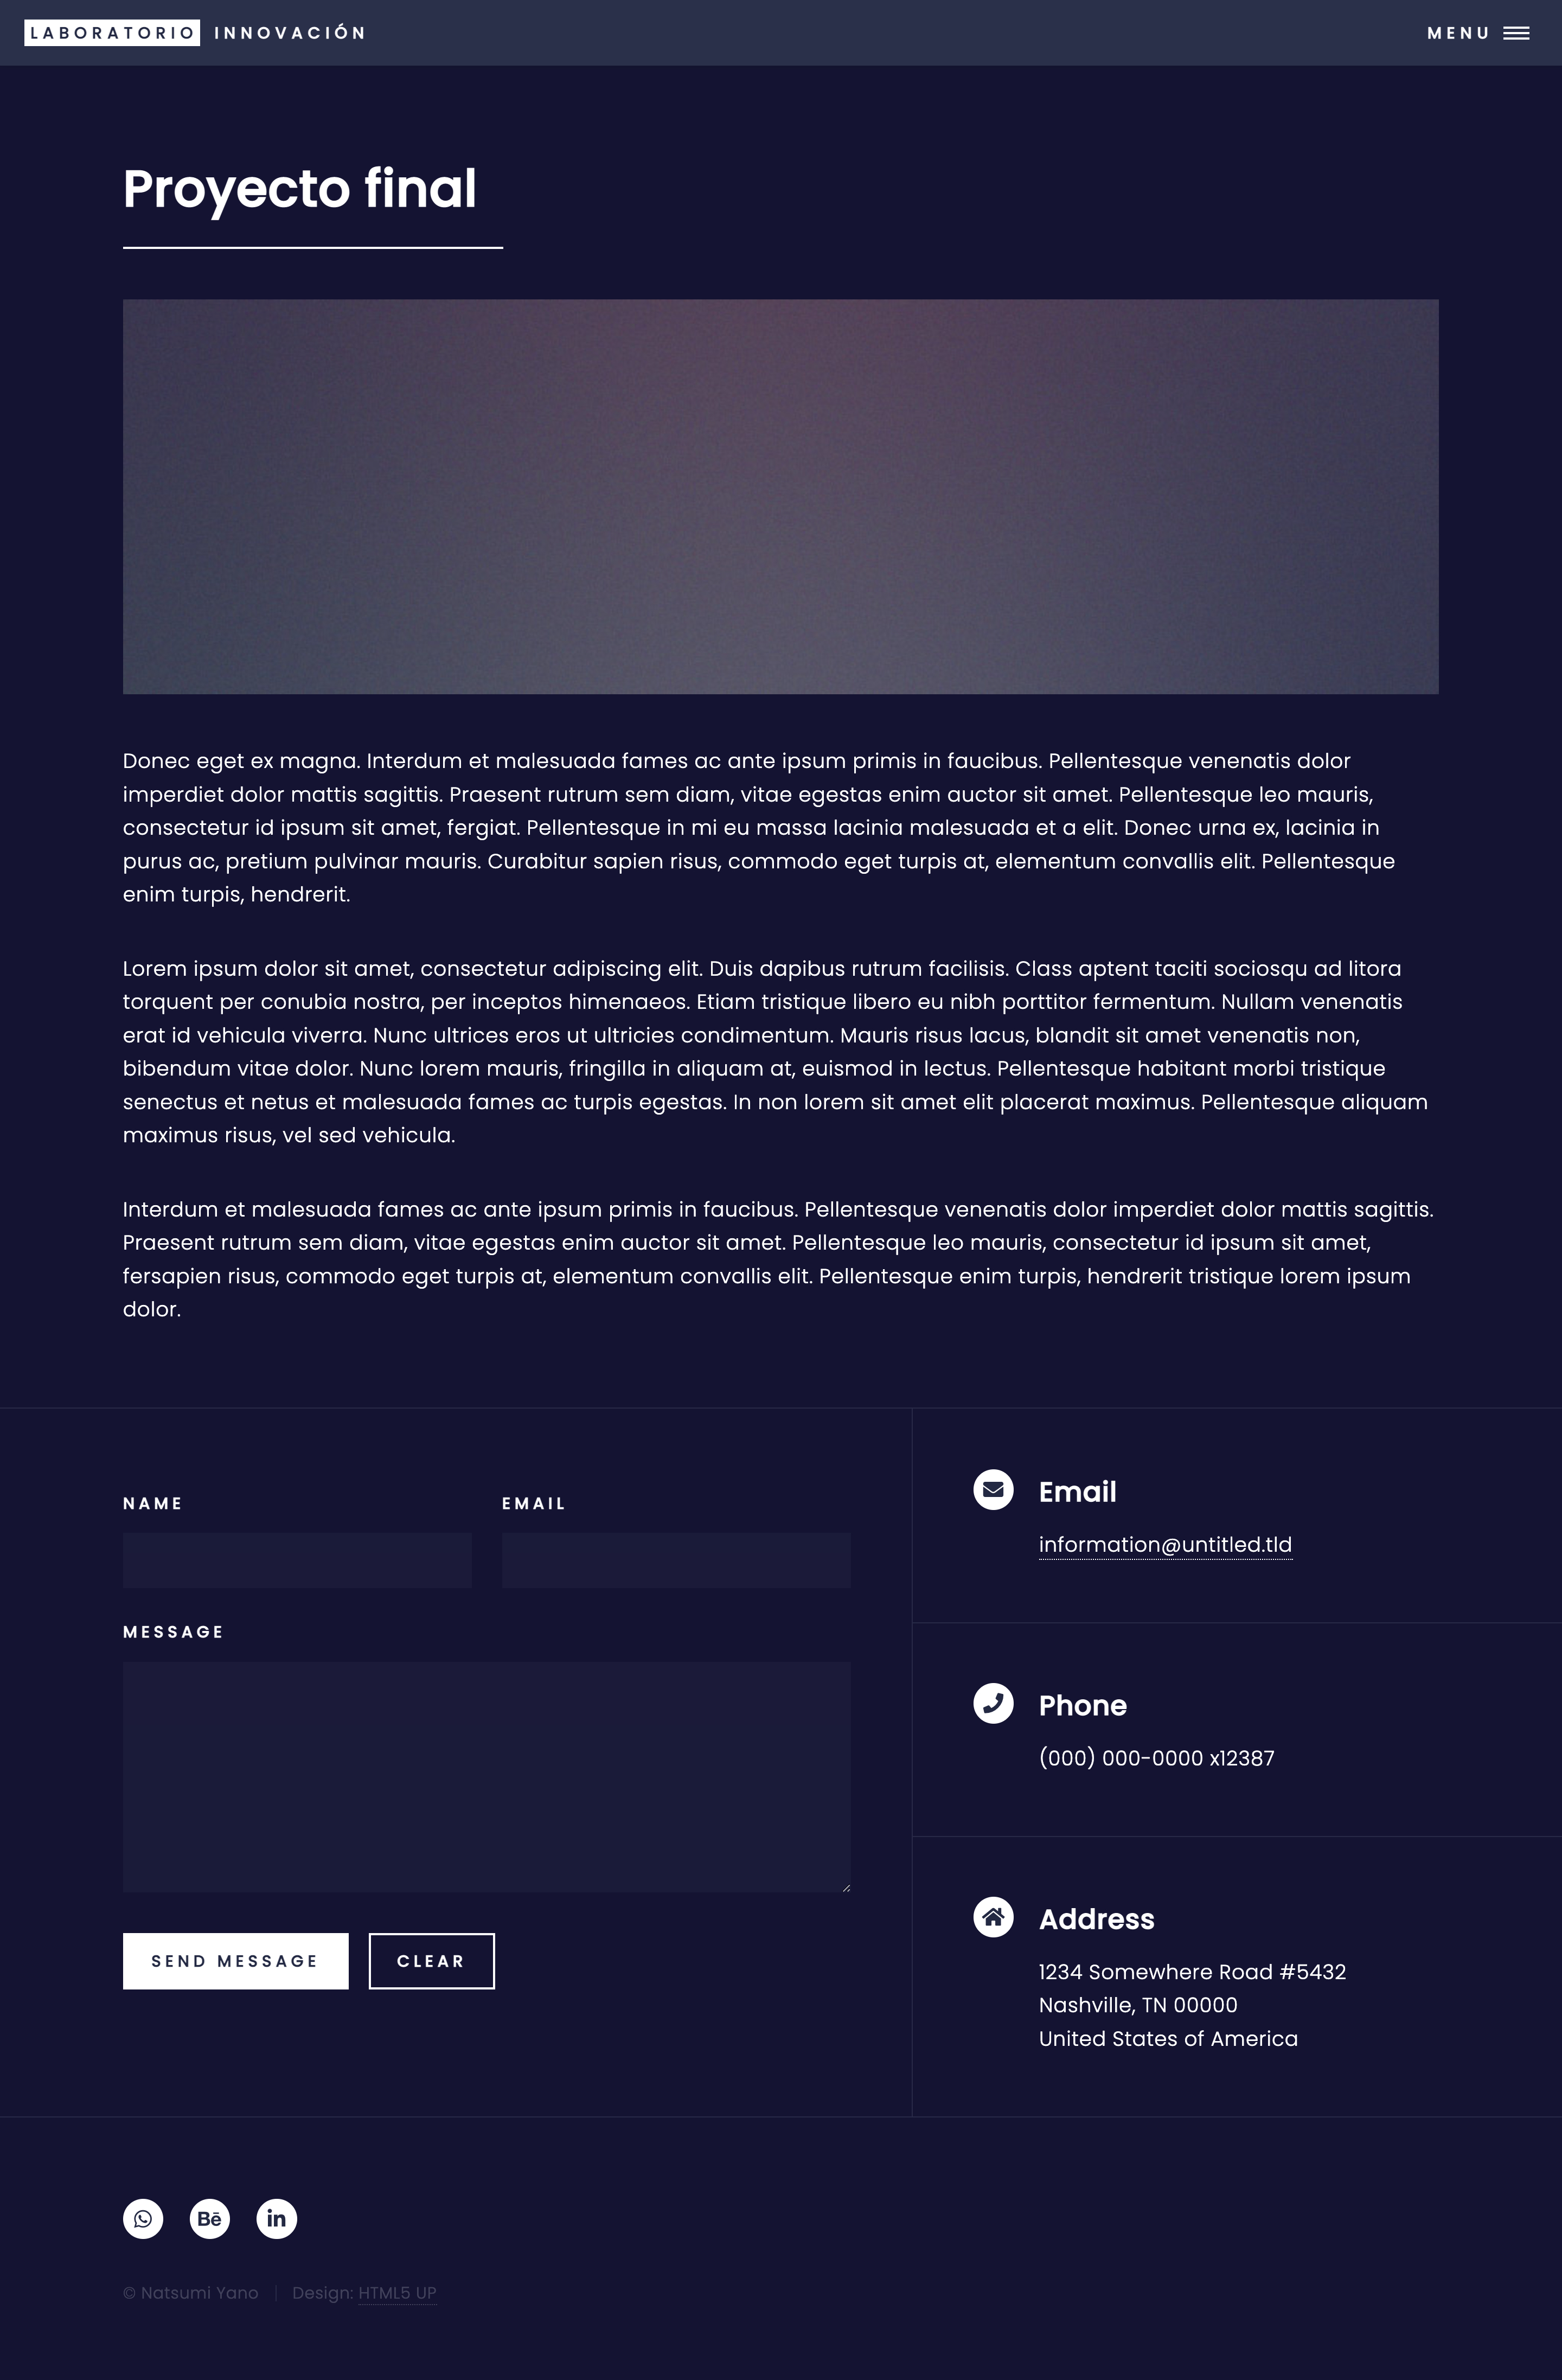 LABORATORIO INNOVACIÓN
MENU
Proyecto final
Donec eget ex magna. Interdum et malesuada fames ac ante ipsum primis in faucibus. Pellentesque venenatis dolor
imperdiet dolor mattis sagittis. Praesent rutrum sem diam, vitae egestas enim auctor sit amet. Pellentesque leo mauris,
consectetur id ipsum sit amet, fergiat. Pellentesque in mi eu massa lacinia malesuada et a elit. Donec urna ex, lacinia in
purus ac, pretium pulvinar mauris. Curabitur sapien risus, commodo eget turpis at, elementum convallis elit. Pellentesque
enim turpis, hendrerit.
Lorem ipsum dolor sit amet, consectetur adipiscing elit. Duis dapibus rutrum facilisis. Class aptent taciti sociosqu ad litora
torquent per conubia nostra, per inceptos himenaeos. Etiam tristique libero eu nibh porttitor fermentum. Nullam venenatis
erat id vehicula viverra. Nunc ultrices eros ut ultricies condimentum. Mauris risus lacus, blandit sit amet venenatis non,
bibendum vitae dolor. Nunc lorem mauris, fringilla in aliquam at, euismod in lectus. Pellentesque habitant morbi tristique
senectus et netus et malesuada fames ac turpis egestas. In non lorem sit amet elit placerat maximus. Pellentesque aliquam
maximus risus, vel sed vehicula.
Interdum et malesuada fames ac ante ipsum primis in faucibus. Pellentesque venenatis dolor imperdiet dolor mattis sagittis.
Praesent rutrum sem diam, vitae egestas enim auctor sit amet. Pellentesque leo mauris, consectetur id ipsum sit amet,
fersapien risus, commodo eget turpis at, elementum convallis elit. Pellentesque enim turpis, hendrerit tristique lorem ipsum
dolor.
NAME
EMAIL
MESSAGE
SEND MESSAGE
CLEAR
Email
information@untitled.tld
Phone
(000) 000-0000 x12387
Address
1234 Somewhere Road #5432
Nashville, TN 00000
United States of America
Bē
in
© Natsumi Yano | Design: HTML5 UP